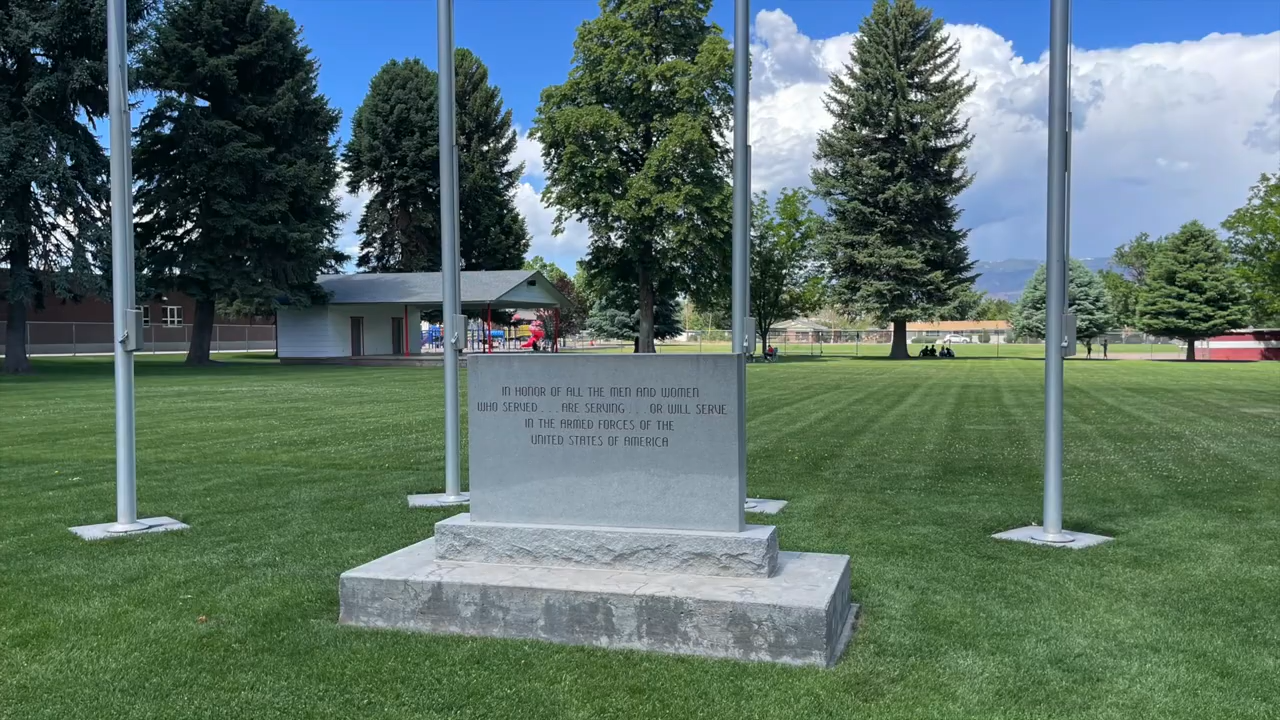 IN HONOR OF ALL THE MEN AND WOMEN
WHO SERVED . . . ARE SERVING . . . OR WILL SERVE
IN THE ARMED FORCES OF THE
UNITED STATES OF AMERICA